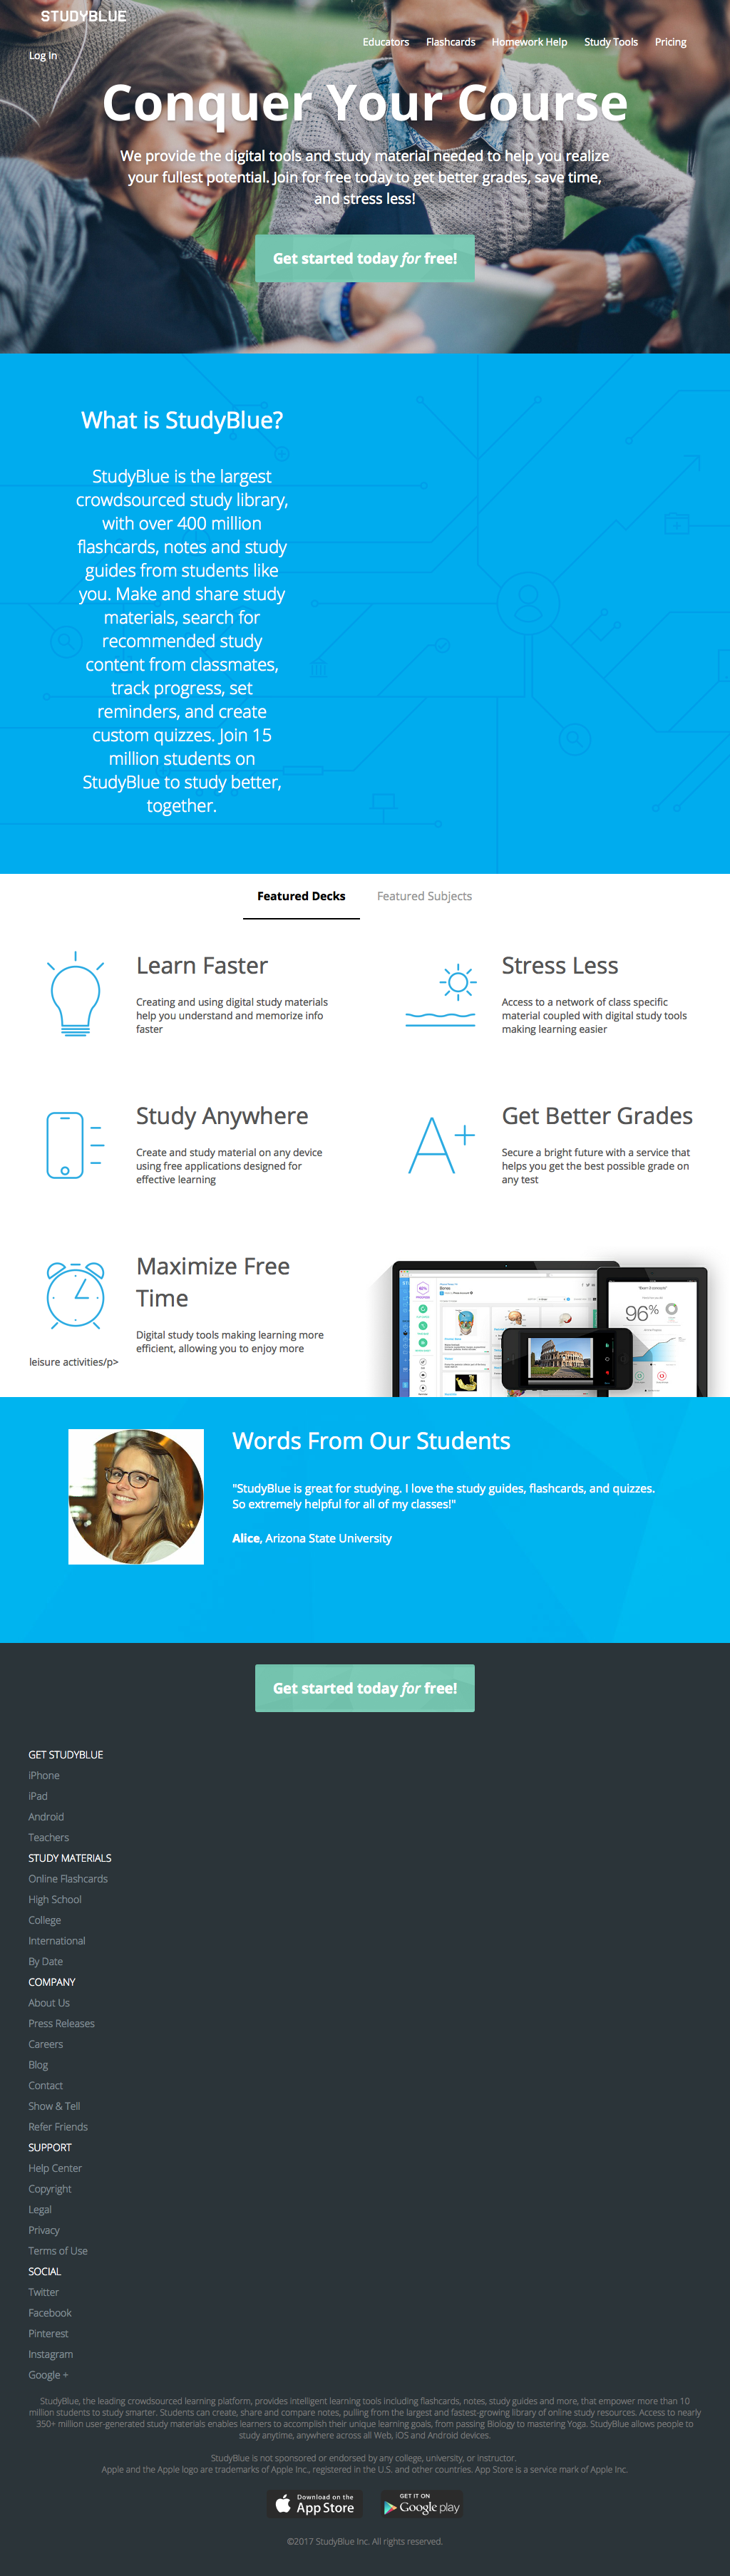 STUDYBLUE
Educators Flashcards Homework Help Study Tools Pricing
Log In
Conquer Your Course
We provide the digital tools and study material needed to help you realize
your fullest potential. Join for free today to get better grades, save time,
and stress less!
Get started today for free!
What is StudyBlue?
StudyBlue is the largest
crowdsourced study library,
with over 400 million
flashcards, notes and study
guides from students like
you. Make and share study
materials, search for
recommended study
content from classmates,
track progress, set
reminders, and create
custom quizzes. Join 15
million students on
StudyBlue to study better,
together.
Featured Decks Featured Subjects
Learn Faster
Creating and using digital study materials
help you understand and memorize info
faster
Stress Less
Access to a network of class specific
material coupled with digital study tools
making learning easier
Study Anywhere
Create and study material on any device
using free applications designed for
effective learning
A+
Get Better Grades
Secure a bright future with a service that
helps you get the best possible grade on
any test
Maximize Free
Time
Digital study tools making learning more
efficient, allowing you to enjoy more
leisure activities/p>
96%
Words From Our Students
"StudyBlue is great for studying. I love the study guides, flashcards, and quizzes.
So extremely helpful for all of my classes!"
Alice, Arizona State University
Get started today for free!
GET STUDYBLUE
iPhone
iPad
Android
Teachers
STUDY MATERIALS
Online Flashcards
High School
College
International
By Date
COMPANY
About Us
Press Releases
Careers
Blog
Contact
Show & Tell
Refer Friends
SUPPORT
Help Center
Copyright
Legal
Privacy
Terms of Use
SOCIAL
Twitter
Facebook
Pinterest
Instagram
Google +
StudyBlue, the leading crowdsourced learning platform, provides intelligent learning tools including flashcards, notes, study guides and more, that empower more than 10
million students to study smarter. Students can create, share and compare notes, pulling from the largest and fastest-growing library of online study resources. Access to nearly
350+ million user-generated study materials enables learners to accomplish their unique learning goals, from passing Biology to mastering Yoga. StudyBlue allows people to
study anytime, anywhere across all Web, iOS and Android devices.
StudyBlue is not sponsored or endorsed by any college, university, or instructor.
Apple and the Apple logo are trademarks of Apple Inc., registered in the U.S. and other countries. App Store is a service mark of Apple Inc.
Download on the
App Store
GET IT ON
Google play
©2017 StudyBlue Inc. All rights reserved.